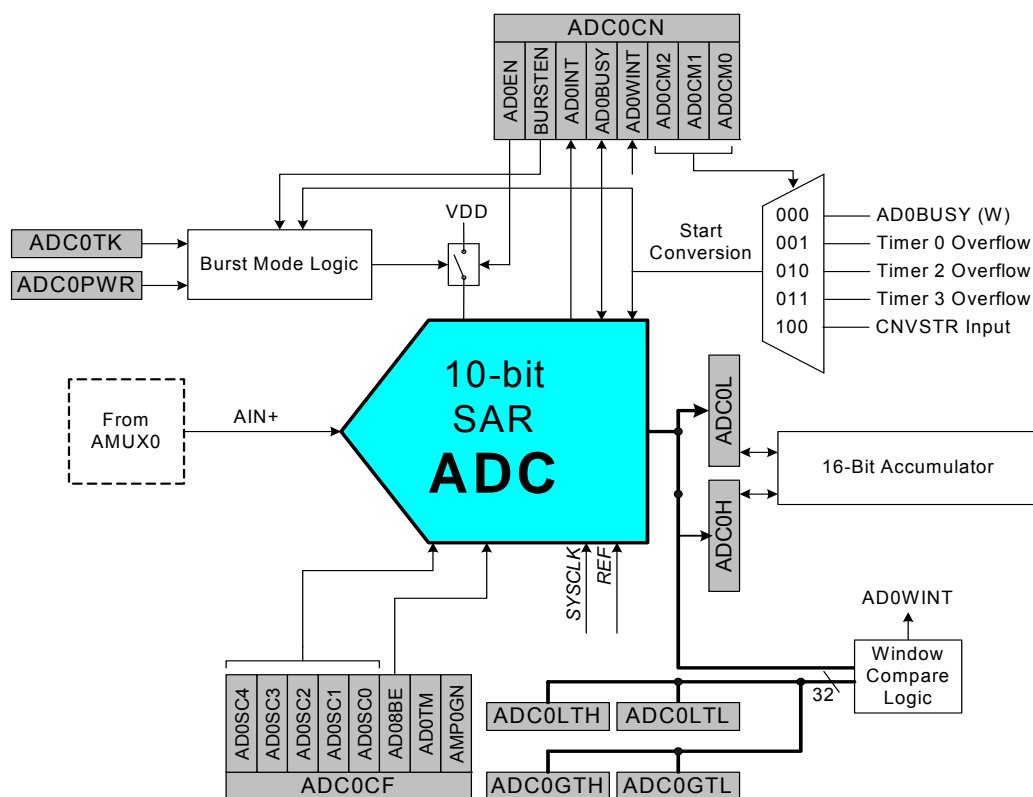 ADC0CN
AD0EN
BURSTEN
AD0INT
AD0BUSY
AD0WINT
AD0CM2
AD0CM1
AD0CM0
VDD
Start
Conversion
000
001
010
011
100
AD0BUSY (W)
Timer 0 Overflow
Timer 2 Overflow
Timer 3 Overflow
CNVSTR Input
ADC0TK
ADC0PWR
Burst Mode Logic
10-bit
SAR
ADC
From
AMUX0
AIN+
ADC0L
ADC0H
16-Bit Accumulator
SYSCLK
REF
AD0WINT
Window
Compare
Logic
32
AD0SC4
AD0SC3
AD0SC2
AD0SC1
AD0SC0
AD08BE
AD0TM
AMP0GN
ADC0CF
ADC0LTH
ADC0LTL
ADC0GTH
ADC0GTL